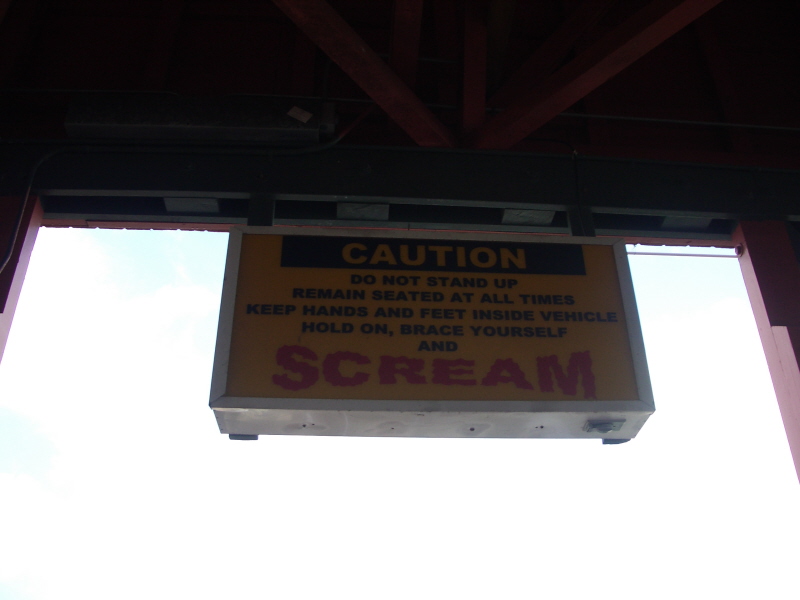 CAUTION
DO NOT STAND UP
REMAIN SEATED AT ALL TIMES
KEEP HANDS AND FEET INSIDE VEHICLE
HOLD ON, BRACE YOURSELF
AND
SCREAM